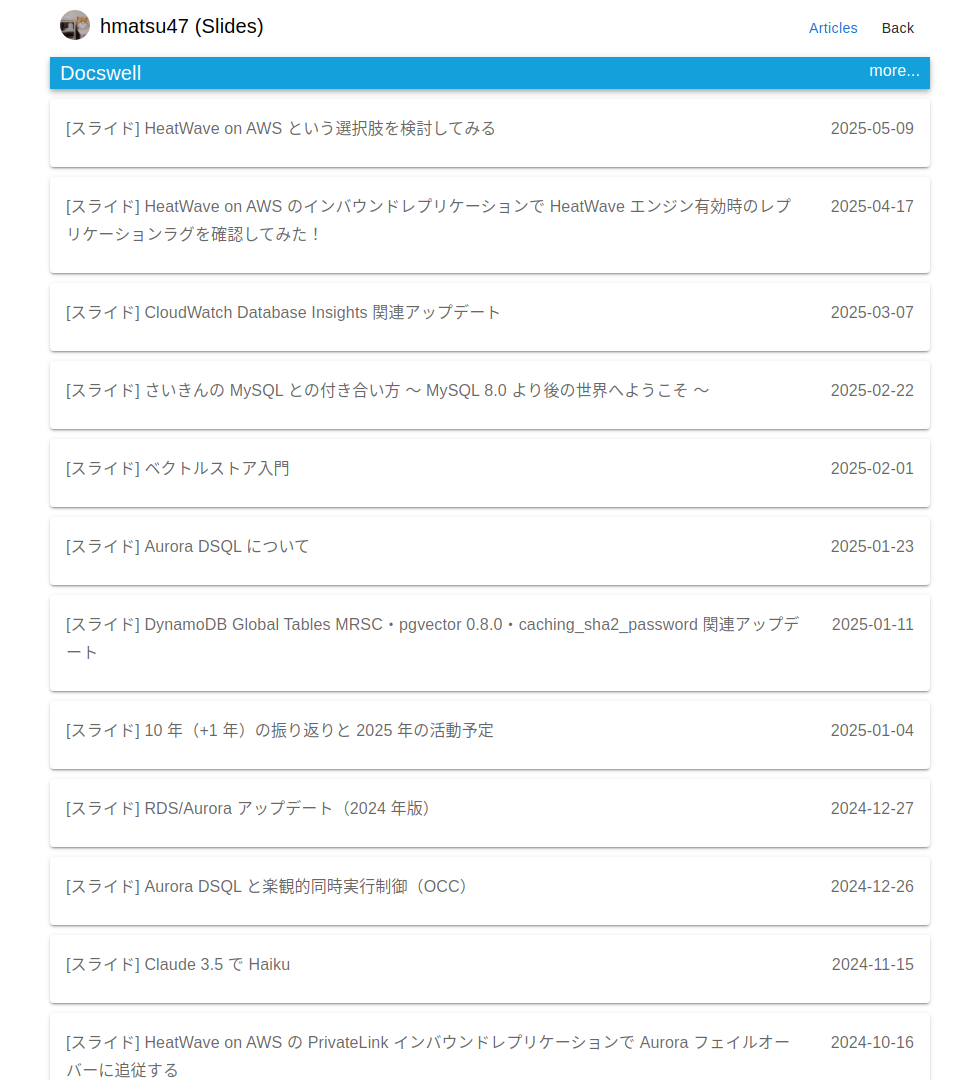 hmatsu47 (Slides)
Articles
Back
Docswell
more...
[スライド] HeatWave on AWS という選択肢を検討してみる
2025-05-09
[スライド] HeatWave on AWS のインバウンドレプリケーションで HeatWave エンジン有効時のレプ
リケーションラグを確認してみた！
2025-04-17
[スライド] CloudWatch Database Insights 関連アップデート
2025-03-07
[スライド] さいきんの MySQL との付き合い方 〜 MySQL 8.0 より後の世界へようこそ 〜
2025-02-22
[スライド] ベクトルストア入門
2025-02-01
[スライド] Aurora DSQL について
2025-01-23
[スライド] DynamoDB Global Tables MRSC・pgvector 0.8.0・caching_sha2_password 関連アップデ
ート
2025-01-11
[スライド] 10 年（+1 年）の振り返りと 2025 年の活動予定
2025-01-04
[スライド] RDS/Aurora アップデート（2024 年版）
2024-12-27
[スライド] Aurora DSQL と楽観的同時実行制御（OCC）
2024-12-26
[スライド] Claude 3.5 で Haiku
2024-11-15
[スライド] HeatWave on AWS の PrivateLink インバウンドレプリケーションで Aurora フェイルオー
バーに追従する
2024-10-16